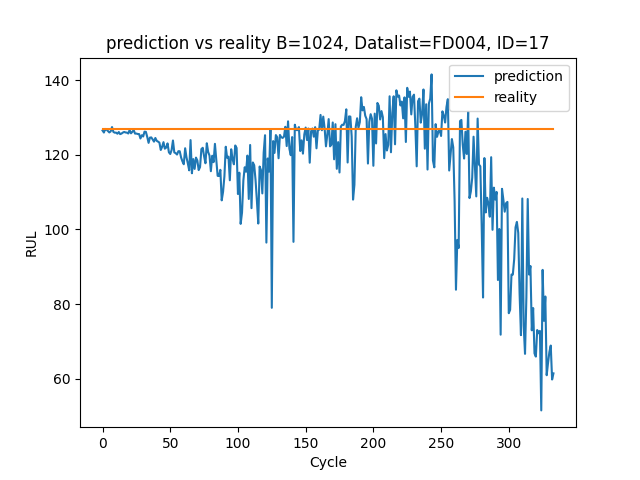 prediction vs reality B=1024, Datalist=FD004, ID=17
prediction
reality
140
120
100
80
60
RUL
0 50 100 150 200 250 300
Cycle